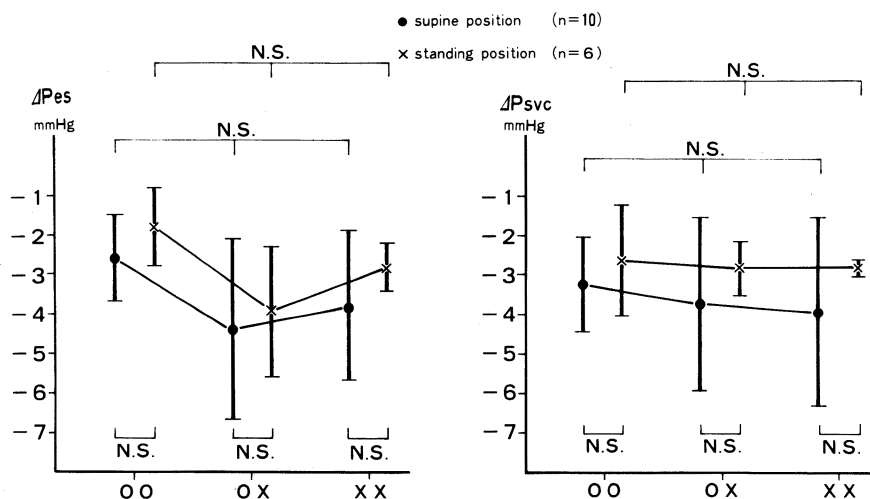 ● supine position (n=10)
× standing position (n=6)
N.S.
ΔPes
mmHg
N.S.
−1
−2
−3
−4
−5
−6
−7
N.S.
N.S.
N.S.
OO
OX
XX
N.S.
ΔPsvc
mmHg
N.S.
−1
−2
−3
−4
−5
−6
−7
N.S.
N.S.
N.S.
OO
OX
XX